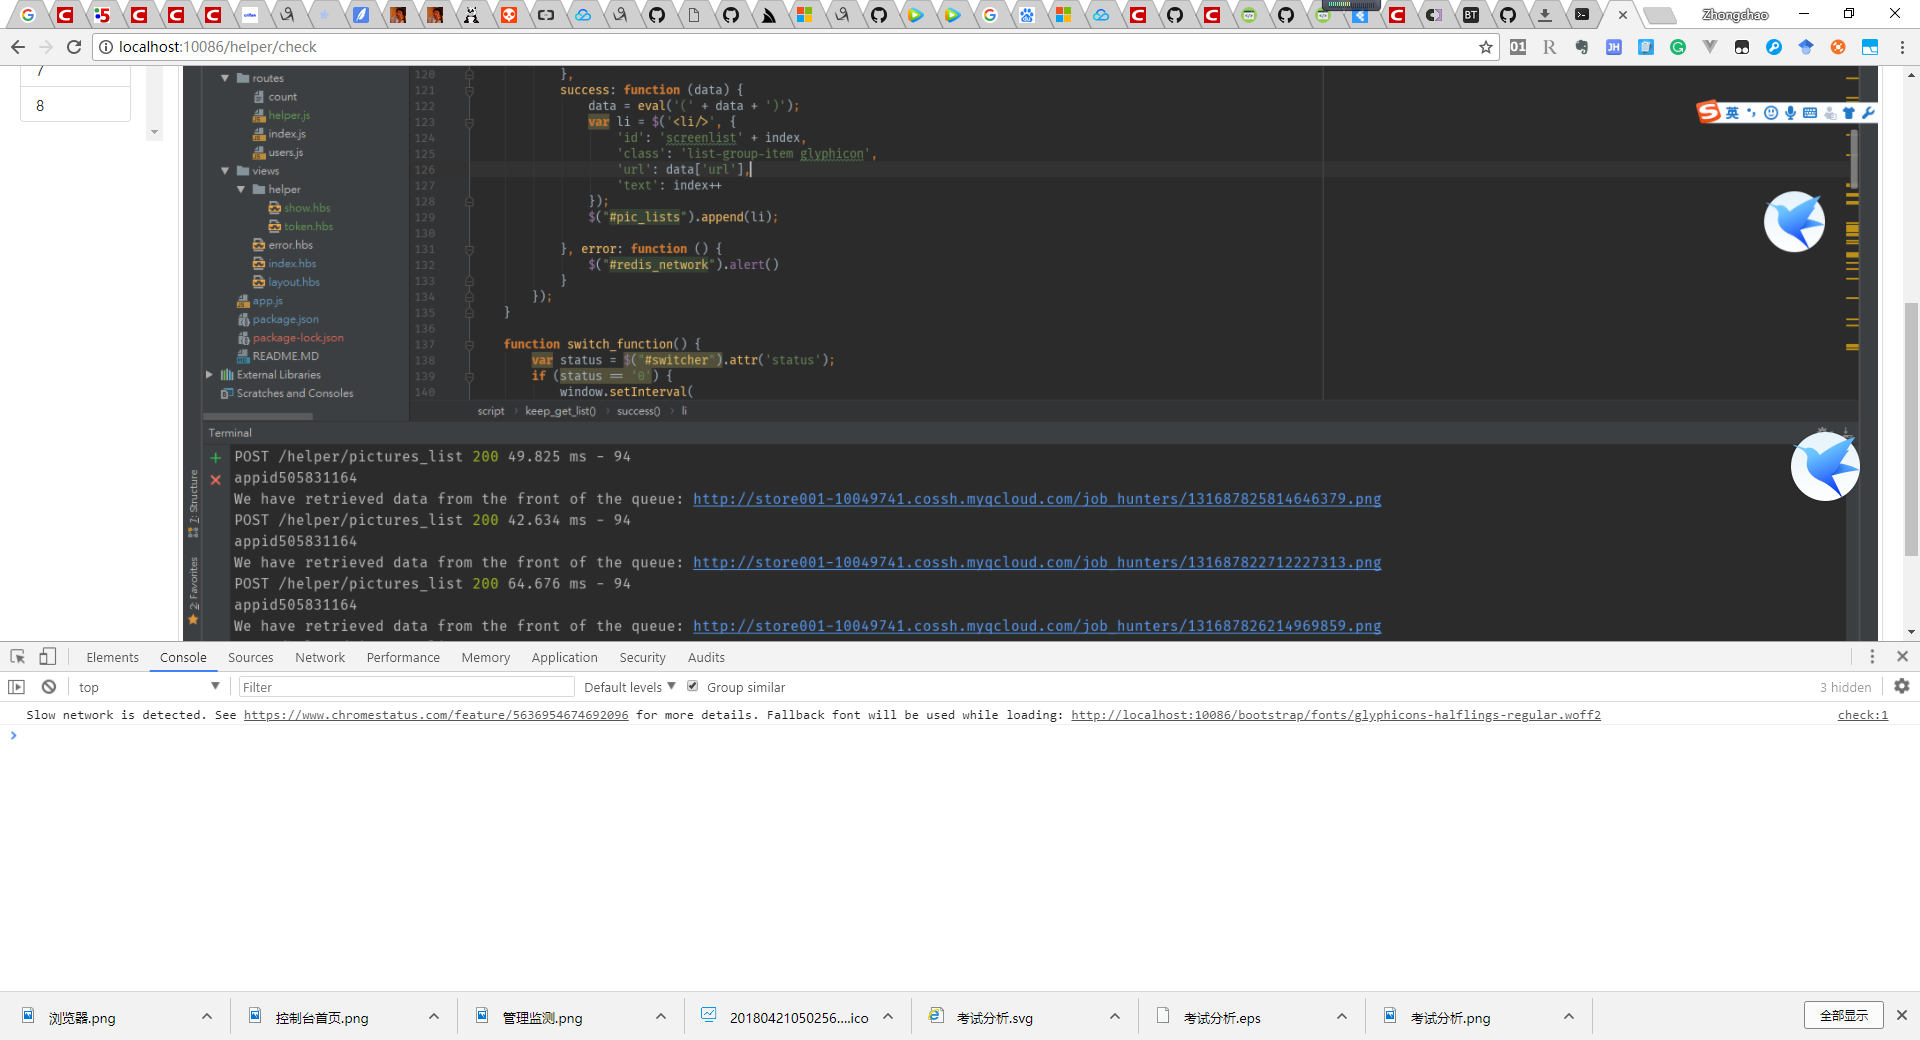 Zhongchao
localhost:10086/helper/check
7
8
routes
count
helper.js
index.js
users.js
views
helper
show.hbs
token.hbs
error.hbs
index.hbs
layout.hbs
app.js
package.json
package-lock.json
README.MD
External Libraries
Scratches and Consoles
120 },
121 success: function (data) {
122 data = eval('(' + data + ')');
123 var li = $('<li/>', {
124 'id': 'screenlist' + index,
125 'class': 'list-group-item glyphicon',
126 'url': data['url'],
127 'text': index++
128 });
129 $("#pic_lists").append(li);
130
131 }, error: function () {
132 $("#redis_network").alert()
133 }
134 });
135 }
136
137 function switch_function() {
138 var status = $("#switcher").attr('status');
139 if (status == '0') {
140 window.setInterval(
script › keep_get_list() › success() › li
英
Terminal
7: Structure
2: Favorites
POST /helper/pictures_list 200 49.825 ms - 94
appid505831164
We have retrieved data from the front of the queue: http://store001-10049741.cossh.myqcloud.com/job_hunters/131687825814646379.png
POST /helper/pictures_list 200 42.634 ms - 94
appid505831164
We have retrieved data from the front of the queue: http://store001-10049741.cossh.myqcloud.com/job_hunters/131687822712227313.png
POST /helper/pictures_list 200 64.676 ms - 94
appid505831164
We have retrieved data from the front of the queue: http://store001-10049741.cossh.myqcloud.com/job_hunters/131687826214969859.png
Elements Console Sources Network Performance Memory Application Security Audits
top Filter Default levels Group similar 3 hidden
Slow network is detected. See https://www.chromestatus.com/feature/5636954674692096 for more details. Fallback font will be used while loading: http://localhost:10086/bootstrap/fonts/glyphicons-halflings-regular.woff2 check:1
浏览器.png 控制台首页.png 管理监测.png 20180421050256....ico 考试分析.svg 考试分析.eps 考试分析.png 全部显示